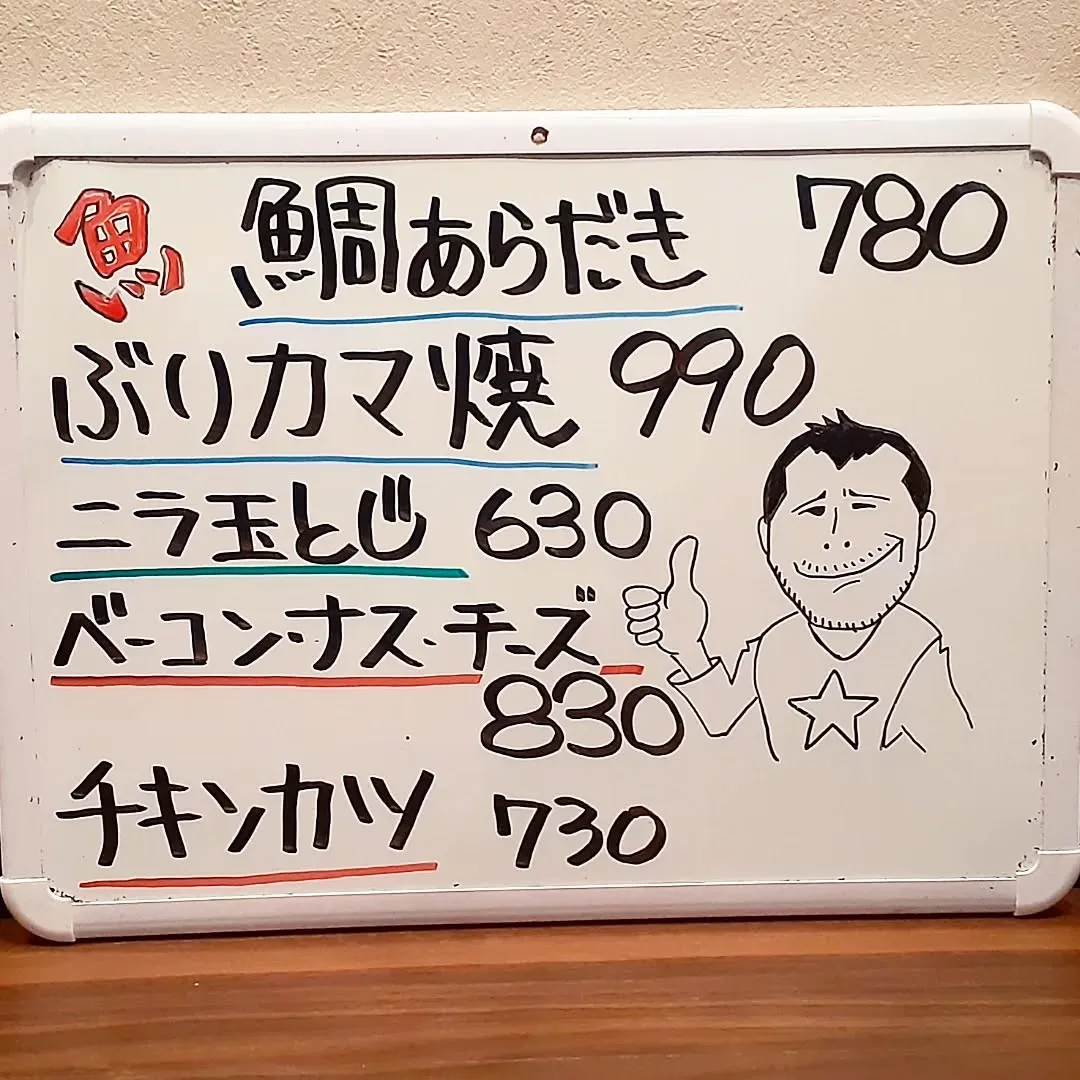 魚 鯛あらだき 780
ぶりカマ焼 990
ニラ玉とじ 630
ベーコン・ナス・チーズ
830
チキンカツ 730